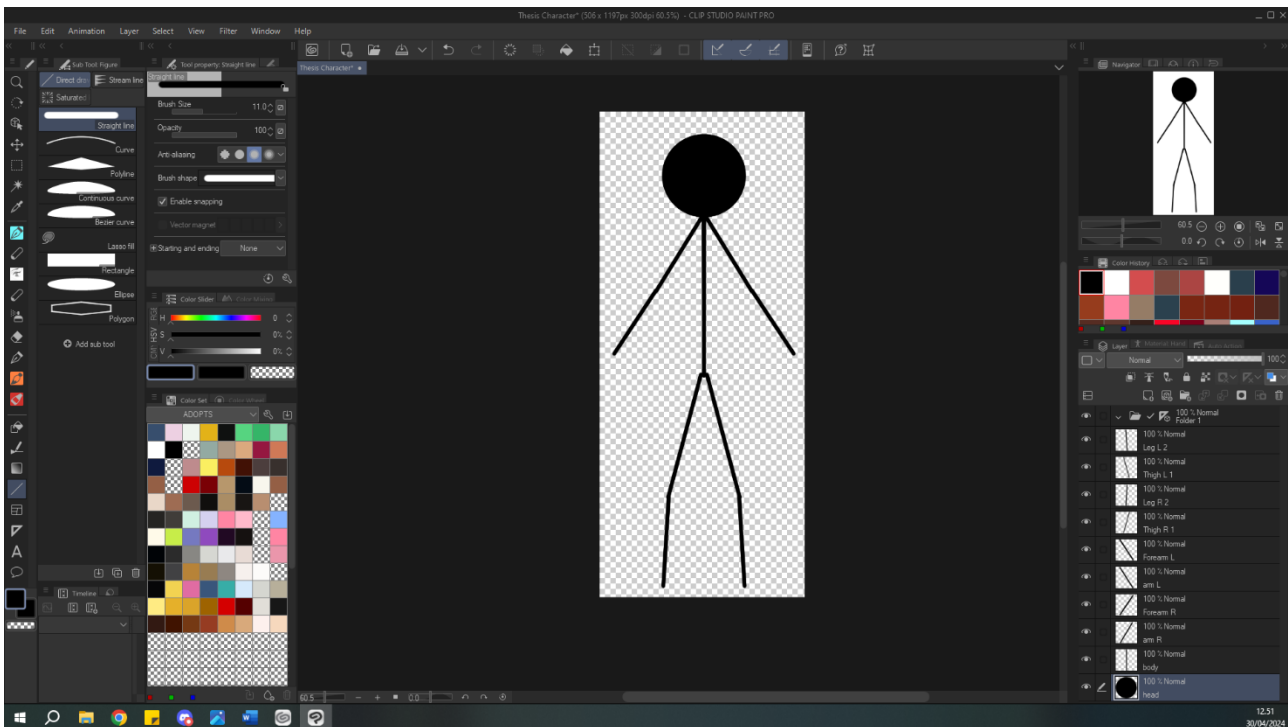 Thesis Character* (506 x 1197px 300dpi 60.5%) - CLIP STUDIO PAINT PRO
File Edit Animation Layer Select View Filter Window Help
Thesis Character*
Sub Tool: Figure
Direct dra
Stream line
Saturated
Straight line
Curve
Polyline
Continuous curve
Bezier curve
Lasso fill
Rectangle
Ellipse
Polygon
Add sub tool
Timeline
Tool property: Straight line
Straight line
Brush Size 11.0
Opacity 100
Anti-aliasing
Brush shape
Enable snapping
Vector magnet
Starting and ending None
Color Slider
H 0
S 0%
V 0%
Color Set Color Wheel
ADOPTS
60.5 0.0
Navigator
60.5
0.0
Color History
Layer
Normal 100
100 % Normal
Folder 1
100 % Normal
Leg L 2
100 % Normal
Thigh L 1
100 % Normal
Leg R 2
100 % Normal
Thigh R 1
100 % Normal
Forearm L
100 % Normal
arm L
100 % Normal
Forearm R
100 % Normal
arm R
100 % Normal
body
100 % Normal
head
12.51
30/04/2024